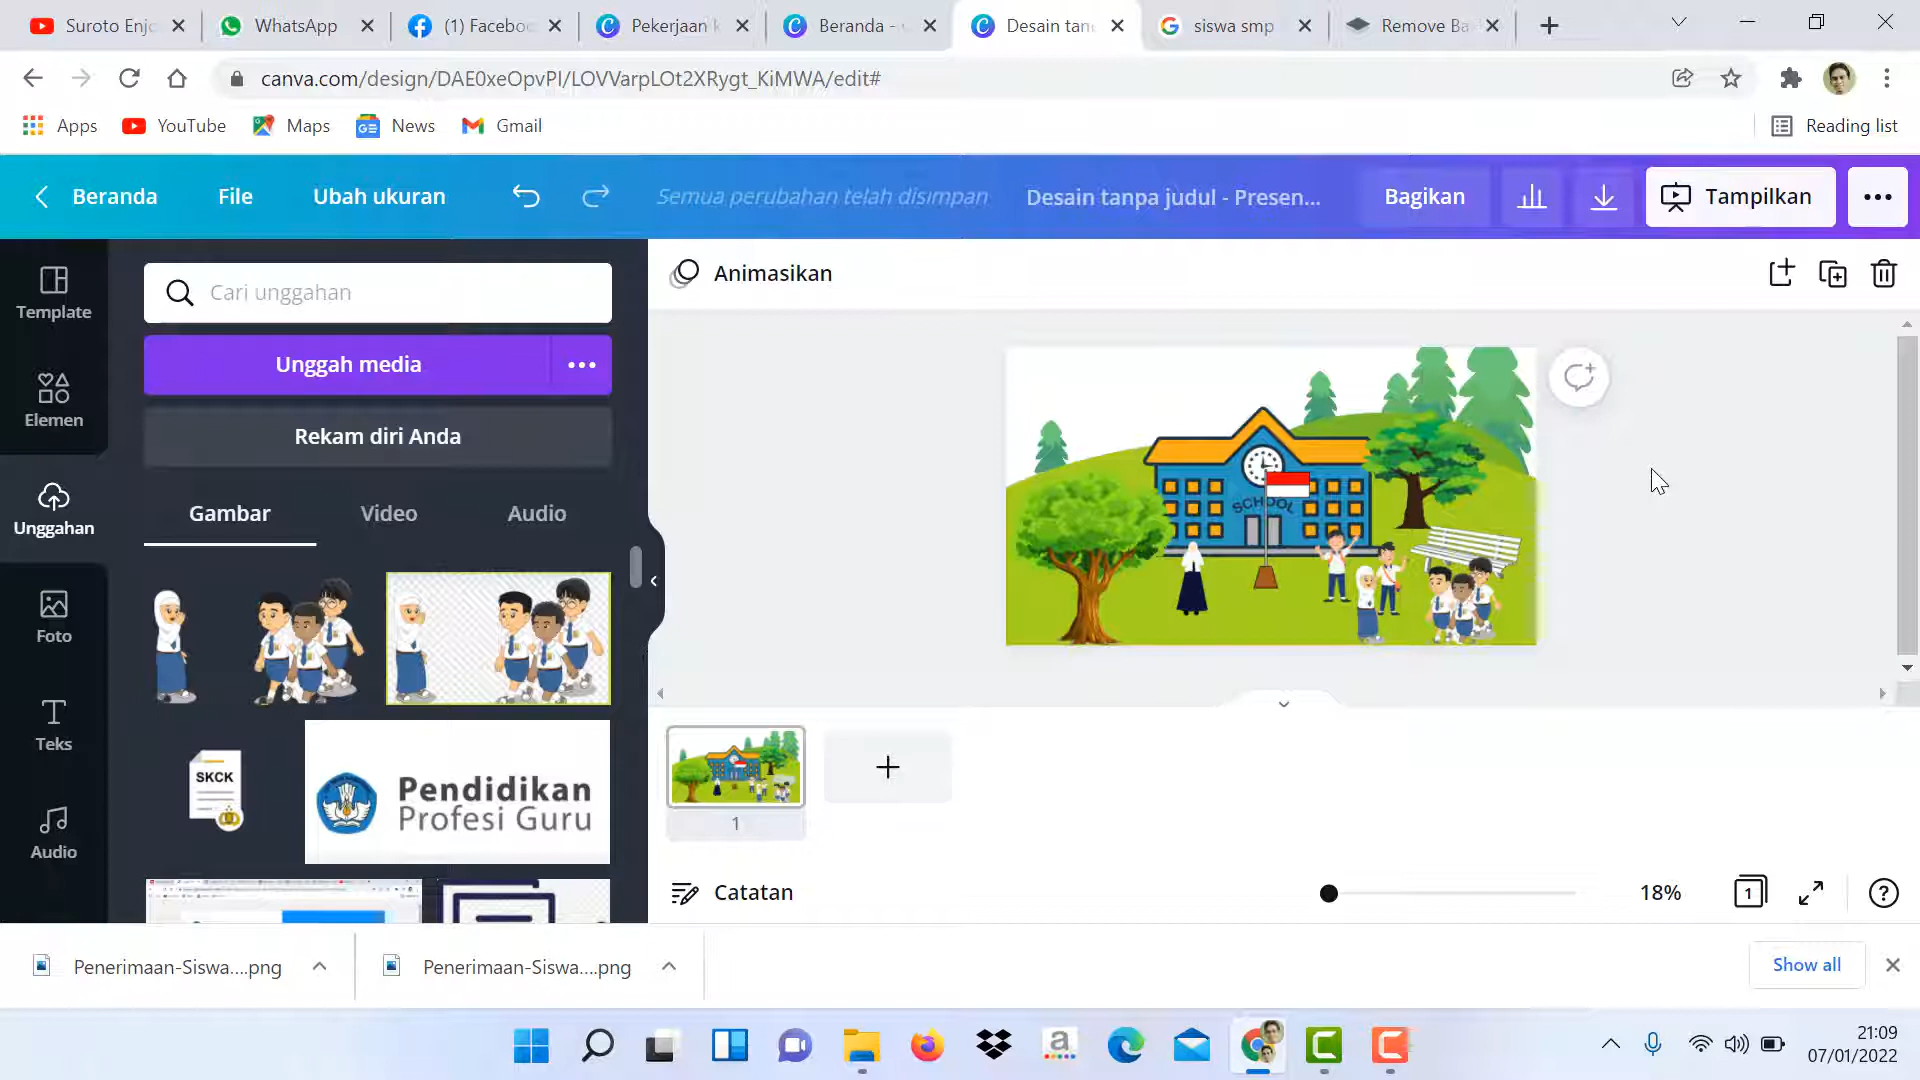 Suroto Enjo
WhatsApp
(1) Faceboo
Pekerjaan k
Beranda - 
Desain tan
siswa smp
Remove Ba
canva.com/design/DAE0xeOpvPI/LOVVarpLOt2XRygt_KiMWA/edit#
Apps
YouTube
Maps
News
Gmail
Reading list
Beranda
File
Ubah ukuran
Semua perubahan telah disimpan
Desain tanpa judul - Presen...
Bagikan
Tampilkan
Template
Elemen
Unggahan
Foto
Teks
Audio
Cari unggahan
Unggah media
Rekam diri Anda
Gambar
Video
Audio
SKCK
Pendidikan
Profesi Guru
Animasikan
SCHOOL
1
Catatan
18%
1
Penerimaan-Siswa....png
Penerimaan-Siswa....png
Show all
21:09
07/01/2022